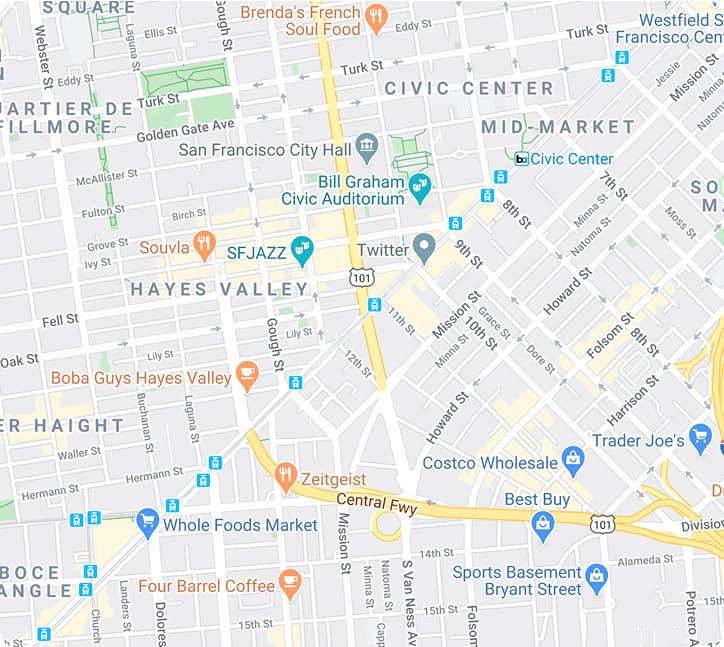 SQUARE
Brenda's French
Soul Food
Westfield S
Francisco Cen
Ellis St
Gough St
Laguna St
Webster St
Turk St
Eddy St
Turk St
Eddy St
CIVIC CENTER
Jessie
Mission St
Minna
Natoma
UARTIER DE
FILLMORE
Turk St
Golden Gate Ave
MID-MARKET
San Francisco City Hall
Civic Center
McAllister St
Bill Graham
Civic Auditorium
7th St
SO
MA
Fulton St
Birch St
8th St
Minna St
Natoma St
Moss St
Grove St
Ivy St
Souvla
SFJAZZ
Twitter
9th St
101
HAYES VALLEY
Howard St
Fell St
Gough St
Lily St
11th St
Mission St
Grace St
10th St
Minna St
Folsom St
8th St
Oak St
Lily St
12th St
Dore St
Boba Guys Hayes Valley
Harrison St
Buchanan St
Laguna St
Howard St
ER HAIGHT
Trader Joe's
Waller St
Costco Wholesale
Hermann St
Zeitgeist
Hermann St
Central Fwy
Best Buy
101
Whole Foods Market
Division
Mission St
14th St
Alameda St
BOCE
ANGLE
Four Barrel Coffee
Sports Basement
Bryant Street
Minna St
Natoma St
S Van Ness Av
Landers St
Church
Dolores
15th St
Capp
Folsom
15th St
Potrero A